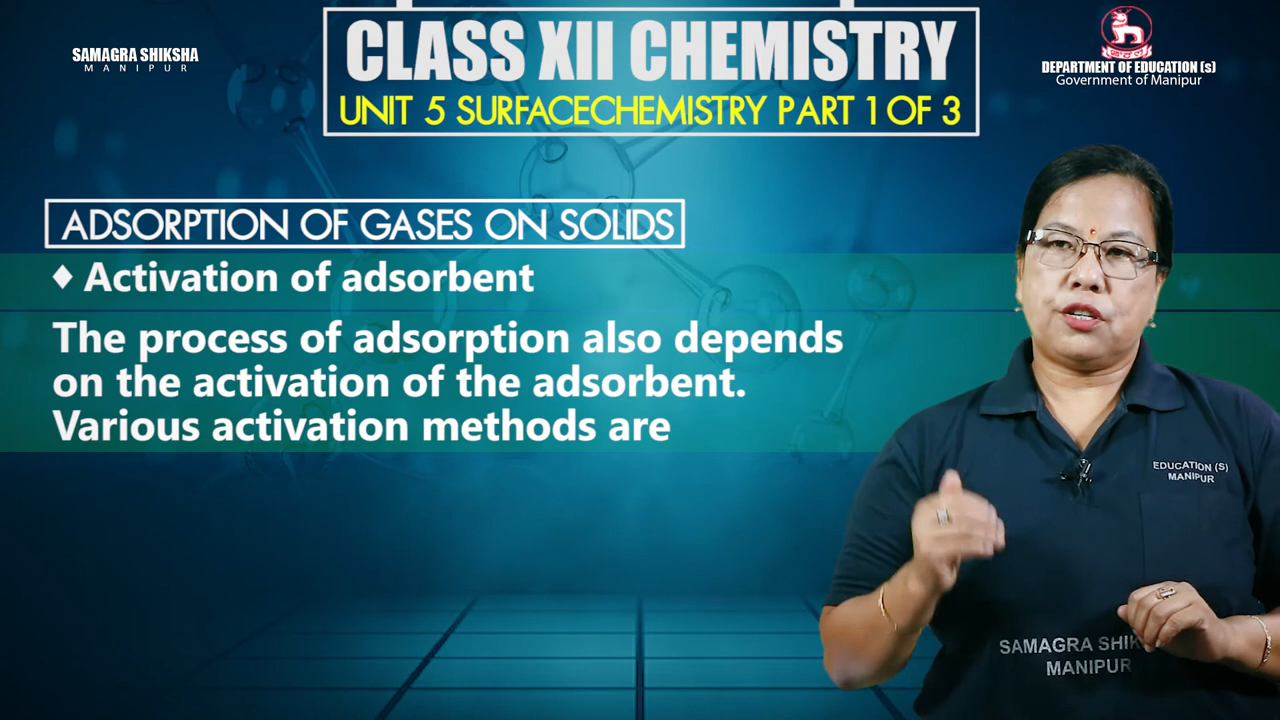 SAMAGRA SHIKSHA
MANIPUR
CLASS XII CHEMISTRY
UNIT 5 SURFACECHEMISTRY PART 1 OF 3
DEPARTMENT OF EDUCATION (s)
Government of Manipur
ADSORPTION OF GASES ON SOLIDS
Activation of adsorbent
The process of adsorption also depends
on the activation of the adsorbent.
Various activation methods are
EDUCATION (S)
MANIPUR
SAMAGRA SHIK
MANIPUR